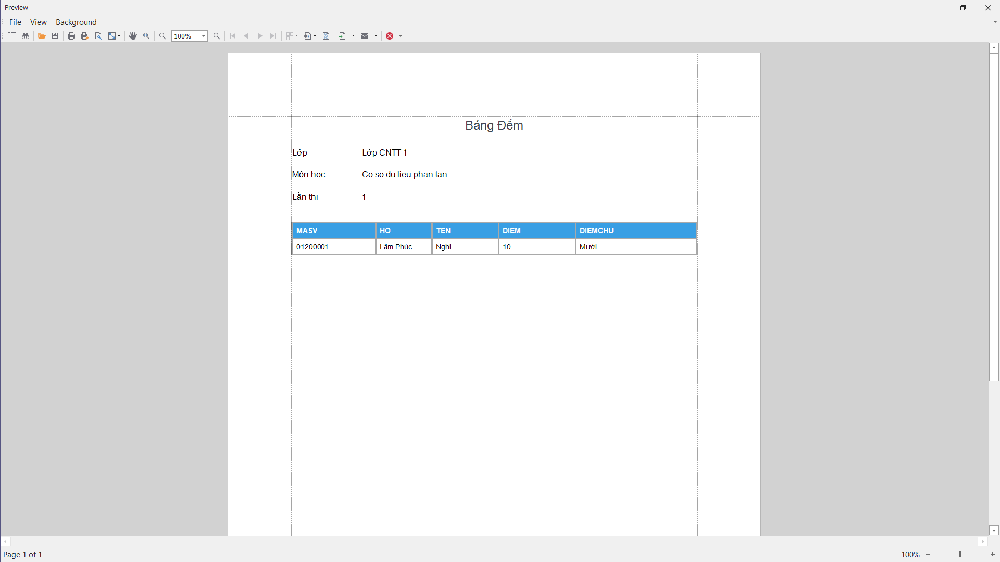 Preview
File View Background
100%
Bảng Đểm
Lớp Lớp CNTT 1
Môn học Co so du lieu phan tan
Lần thi 1
MASV HO TEN DIEM DIEMCHU
01200001 Lâm Phúc Nghi 10 Mười
Page 1 of 1 100%